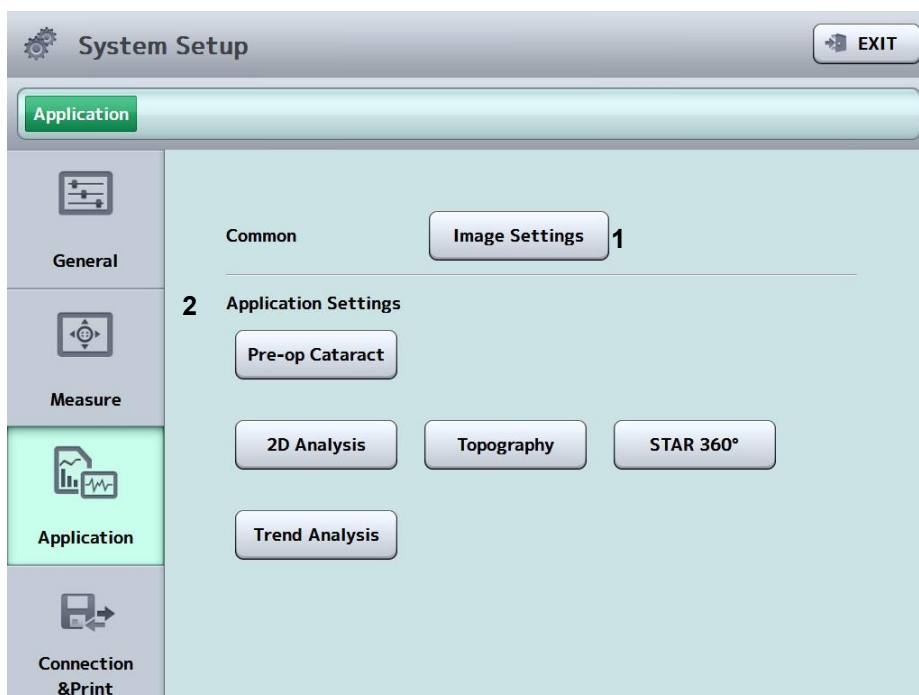 System Setup
EXIT
Application
General
Common
Image Settings
1
2
Application Settings
Pre-op Cataract
Measure
2D Analysis
Topography
STAR 360°
Application
Trend Analysis
Connection
&Print